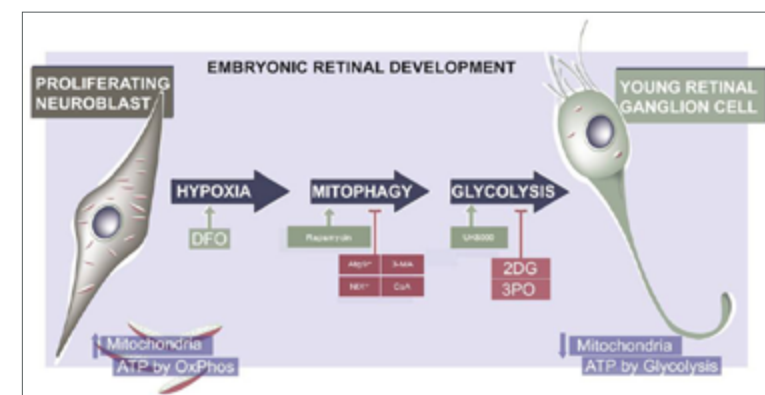 EMBRYONIC RETINAL DEVELOPMENT
PROLIFERATING
NEUROBLAST
YOUNG RETINAL
GANGLION CELL
HYPOXIA
MITOPHAGY
GLYCOLYSIS
DFO
Rapamycin
3-MA
CsA
2DG
3PO
Mitochondria
ATP by OxPhos
Mitochondria
ATP by Glycolysis